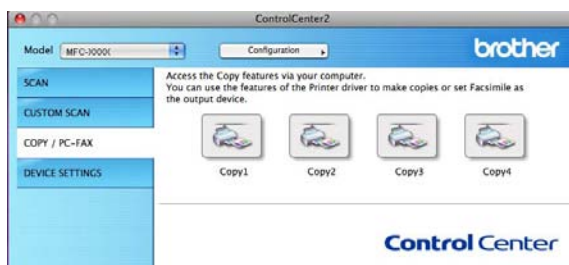 ControlCenter2
Model MFC-XXXX
Configuration
brother
SCAN
CUSTOM SCAN
COPY / PC-FAX
DEVICE SETTINGS
Access the Copy features via your computer.
You can use the features of the Printer driver to make copies or set Facsimile as
the output device.
Copy1 Copy2 Copy3 Copy4
Control Center